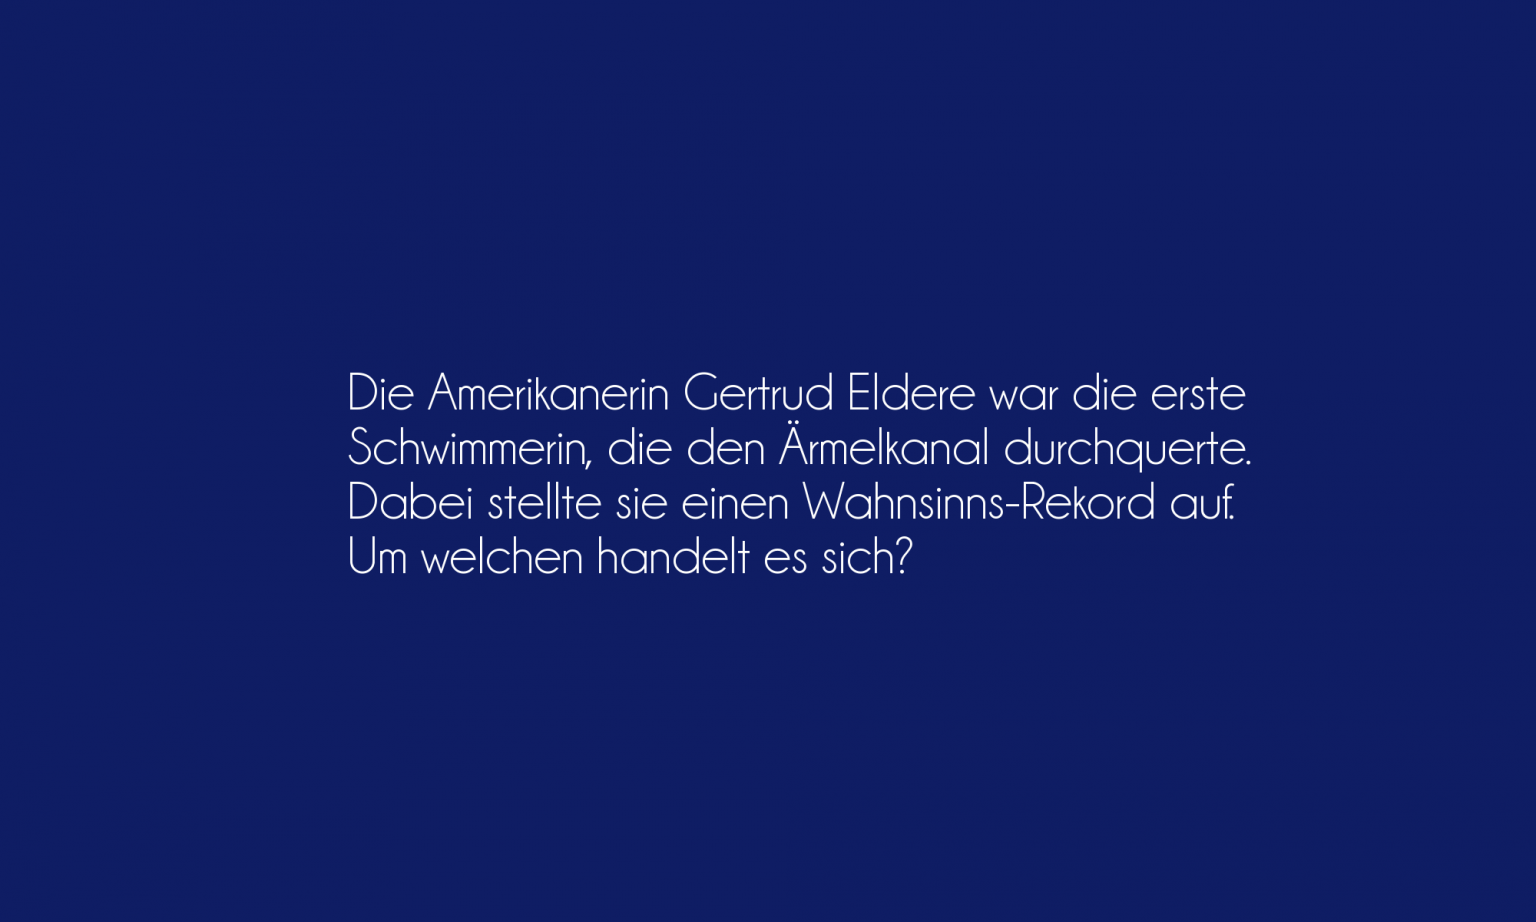 Die Amerikanerin Gertrud Eldere war die erste
Schwimmerin, die den Ärmelkanal durchquerte.
Dabei stellte sie einen Wahnsinns-Rekord auf.
Um welchen handelt es sich?